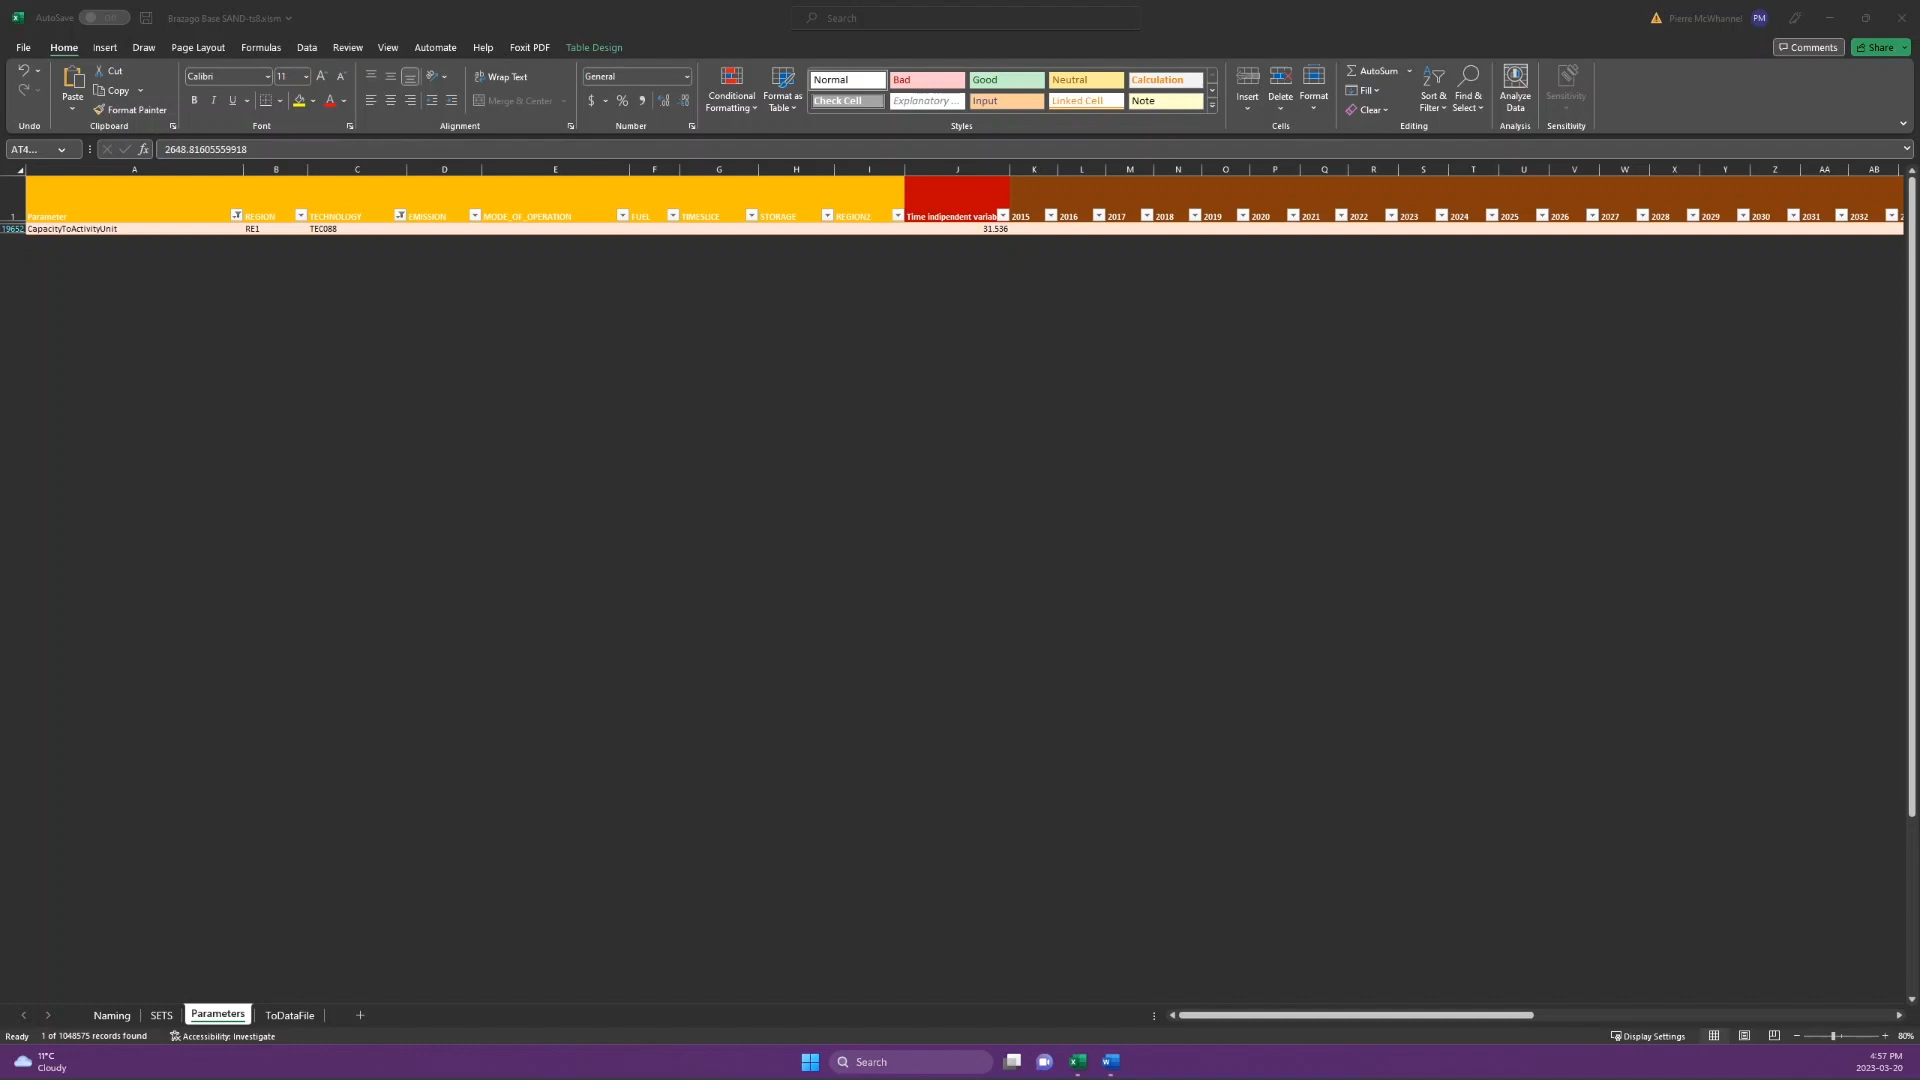 AutoSave Off Brazago Base SAND-ts8.xlsm Search Pierre McWhannel PM
File Home Insert Draw Page Layout Formulas Data Review View Automate Help Foxit PDF Table Design Comments Share
Paste Cut Copy Format Painter
Calibri 11
B I U
Wrap Text
Merge & Center
General
$ % ,
Conditional Formatting
Format as Table
Normal Bad Good Neutral Calculation
Check Cell Explanatory ... Input Linked Cell Note
Insert Delete Format
AutoSum
Fill
Clear
Sort & Filter
Find & Select
Analyze Data
Sensitivity
Undo Clipboard Font Alignment Number Styles Cells Editing Analysis Sensitivity
AT4... fx 2648.81605559918
A B C D E F G H I J K L M N O P Q R S T U V W X Y Z AA AB
1 Parameter REGION TECHNOLOGY EMISSION MODE_OF_OPERATION FUEL TIMESLICE STORAGE REGION2 Time indipendent variab 2015 2016 2017 2018 2019 2020 2021 2022 2023 2024 2025 2026 2027 2028 2029 2030 2031 2032
19652 CapacityToActivityUnit RE1 TEC088 31.536
Naming SETS Parameters ToDataFile
Ready 1 of 1048575 records found Accessibility: Investigate Display Settings 80%
11°C
Cloudy
Search
4:57 PM
2023-03-20